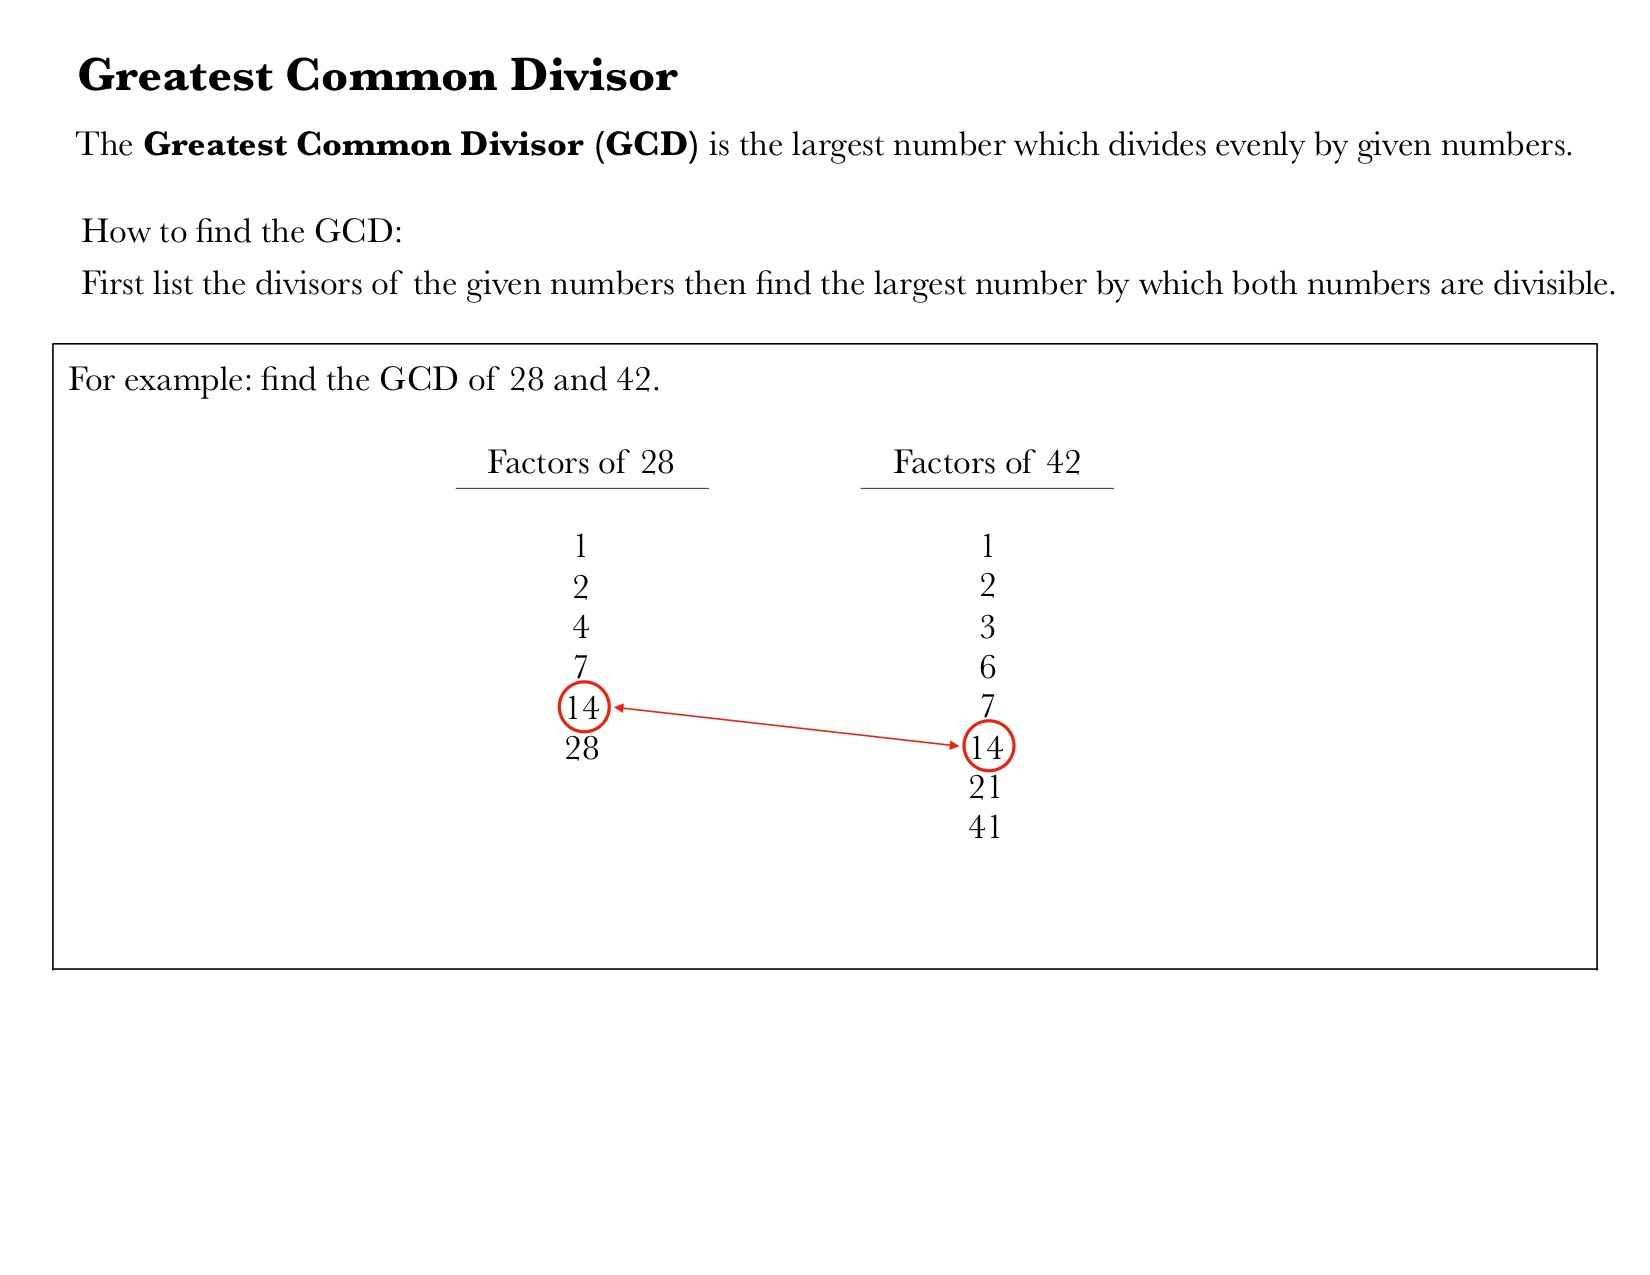 Greatest Common Divisor
The Greatest Common Divisor (GCD) is the largest number which divides evenly by given numbers.
How to find the GCD:
First list the divisors of the given numbers then find the largest number by which both numbers are divisible.
For example: find the GCD of 28 and 42.
Factors of 28
1
2
4
7
14
28
Factors of 42
1
2
3
6
7
14
21
41